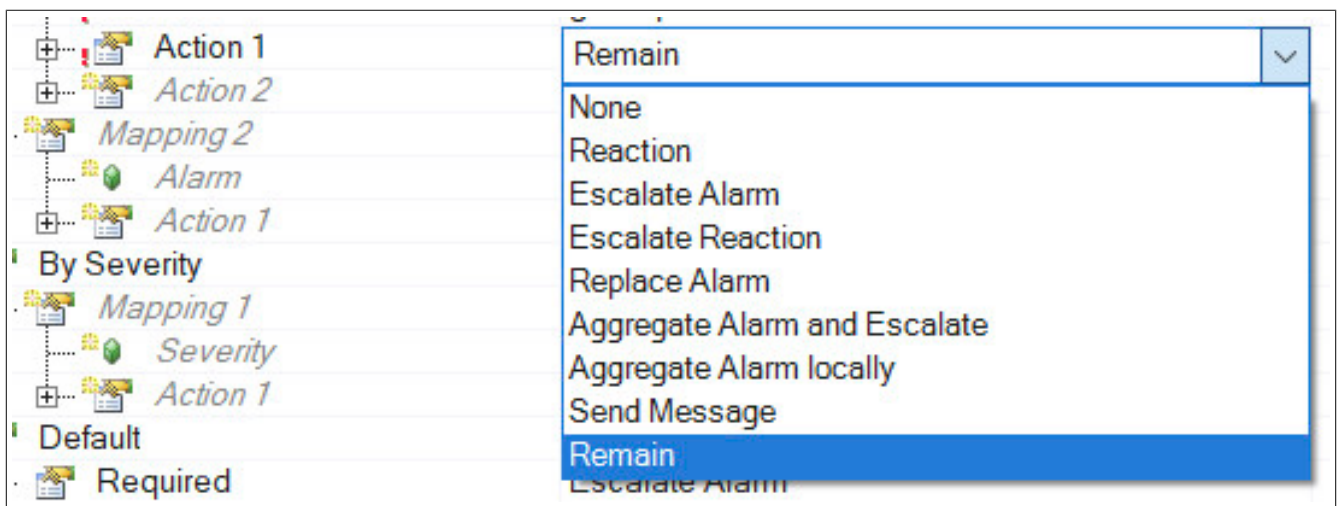 Action 1
Remain
Action 2
None
Mapping 2
Reaction
Alarm
Escalate Alarm
Action 1
Escalate Reaction
By Severity
Replace Alarm
Mapping 1
Aggregate Alarm and Escalate
Severity
Aggregate Alarm locally
Action 1
Send Message
Default
Remain
Required
Escalate Alarm